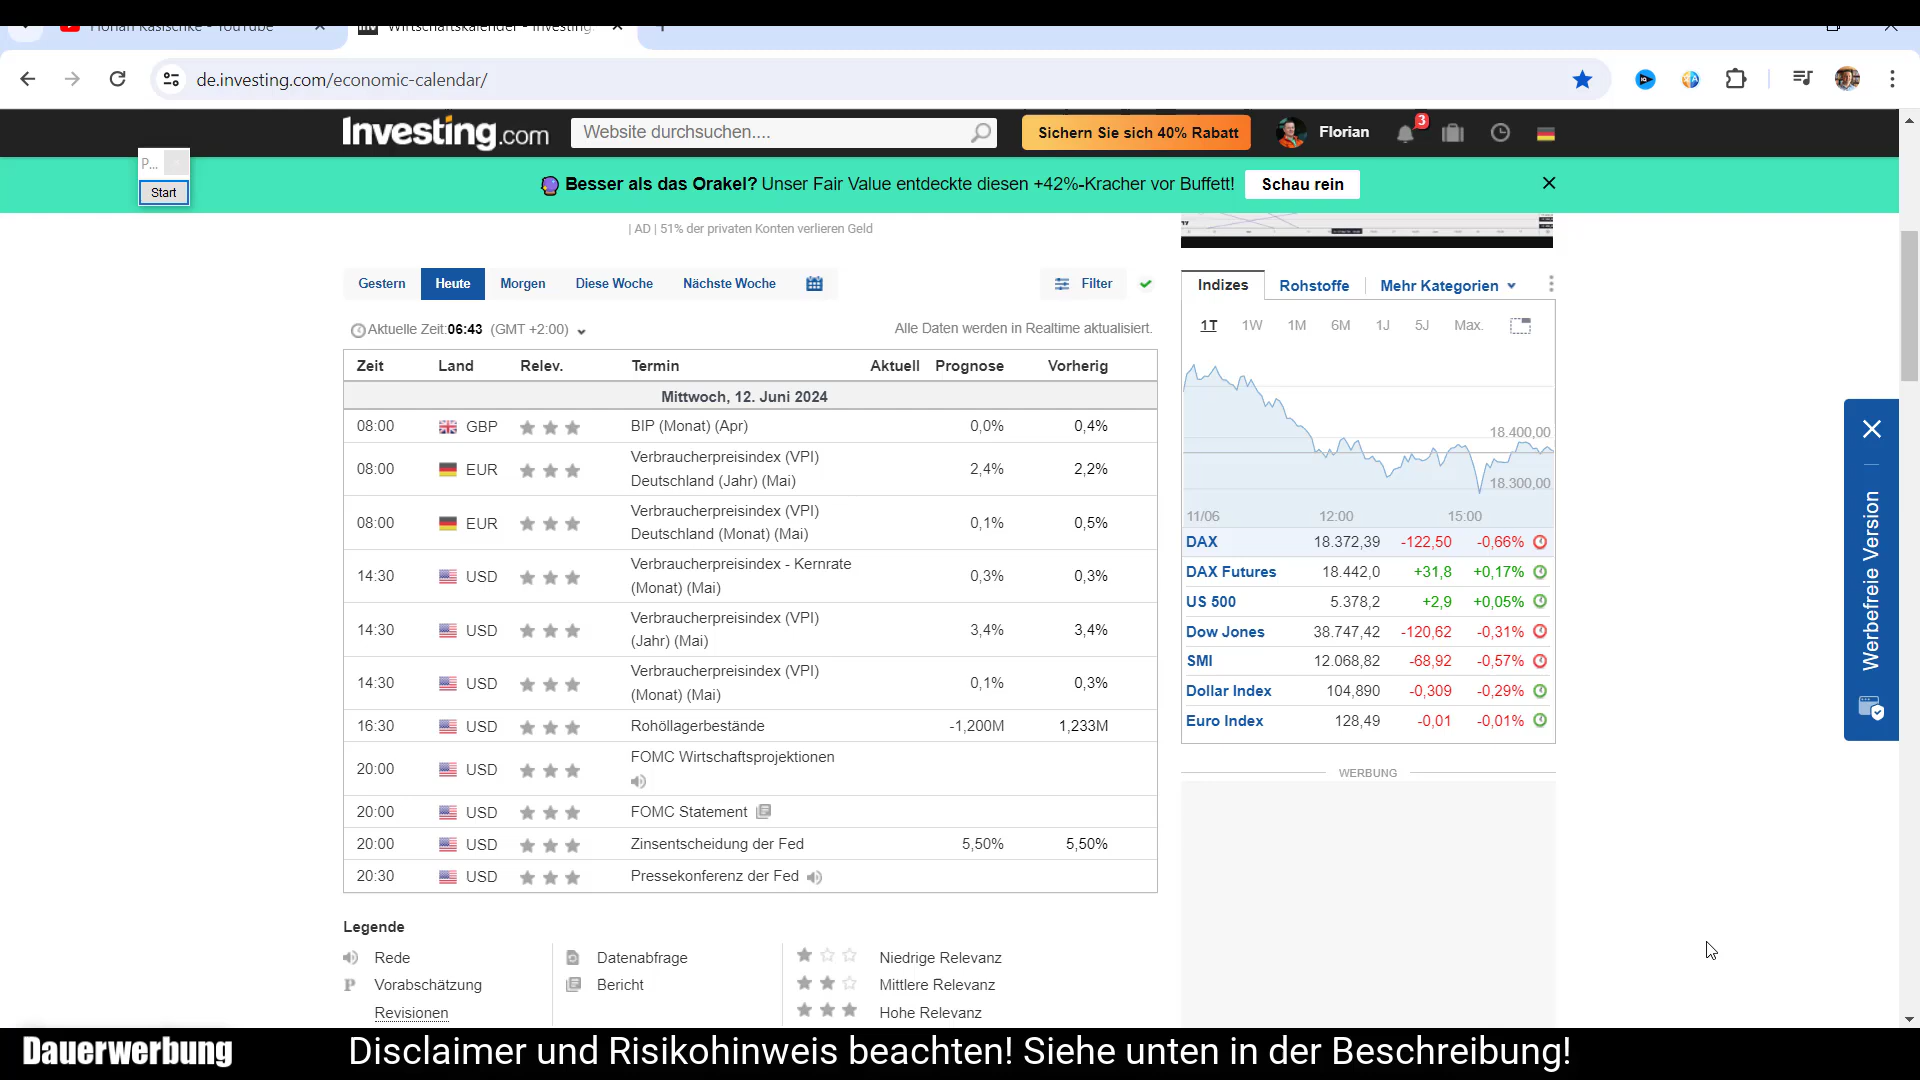 Florian Kasischke - YouTube
Wirtschaftskalender - Investing.
de.investing.com/economic-calendar/
Investing.com
Website durchsuchen....
Sichern Sie sich 40% Rabatt
Florian
3
P...
Start
Besser als das Orakel? Unser Fair Value entdeckte diesen +42%-Kracher vor Buffett!
Schau rein
| AD | 51% der privaten Konten verlieren Geld
Gestern
Heute
Morgen
Diese Woche
Nächste Woche
Filter
Aktuelle Zeit:06:43 (GMT +2:00)
Alle Daten werden in Realtime aktualisiert.
Zeit Land Relev. Termin Aktuell Prognose Vorherig
Mittwoch, 12. Juni 2024
08:00 GBP BIP (Monat) (Apr) 0,0% 0,4%
08:00 EUR Verbraucherpreisindex (VPI) 2,4% 2,2%
Deutschland (Jahr) (Mai)
08:00 EUR Verbraucherpreisindex (VPI) 0,1% 0,5%
Deutschland (Monat) (Mai)
14:30 USD Verbraucherpreisindex - Kernrate 0,3% 0,3%
(Monat) (Mai)
14:30 USD Verbraucherpreisindex (VPI) 3,4% 3,4%
(Jahr) (Mai)
14:30 USD Verbraucherpreisindex (VPI) 0,1% 0,3%
(Monat) (Mai)
16:30 USD Rohöllagerbestände -1,200M 1,233M
20:00 USD FOMC Wirtschaftsprojektionen
20:00 USD FOMC Statement
20:00 USD Zinsentscheidung der Fed 5,50% 5,50%
20:30 USD Pressekonferenz der Fed
Legende
Rede
Vorabschätzung
P
Revisionen
Datenabfrage
Bericht
Niedrige Relevanz
Mittlere Relevanz
Hohe Relevanz
Indizes
Rohstoffe
Mehr Kategorien
1T 1W 1M 6M 1J 5J Max.
18.400,00
18.300,00
11/06 12:00 15:00
DAX 18.372,39 -122,50 -0,66%
DAX Futures 18.442,0 +31,8 +0,17%
US 500 5.378,2 +2,9 +0,05%
Dow Jones 38.747,42 -120,62 -0,31%
SMI 12.068,82 -68,92 -0,57%
Dollar Index 104,890 -0,309 -0,29%
Euro Index 128,49 -0,01 -0,01%
WERBUNG
Werbefreie Version
Dauerwerbung
Disclaimer und Risikohinweis beachten! Siehe unten in der Beschreibung!